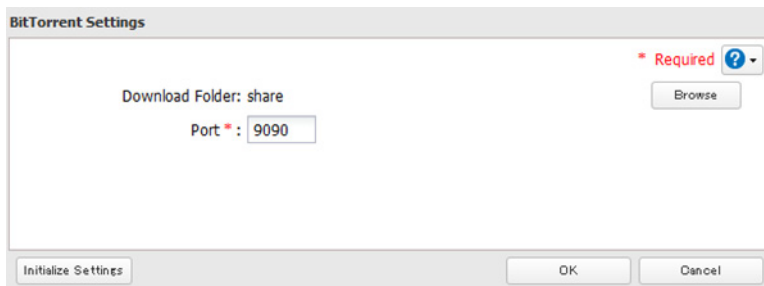 BitTorrent Settings
* Required
Download Folder: share
Browse
Port * : 9090
Initialize Settings
OK
Cancel